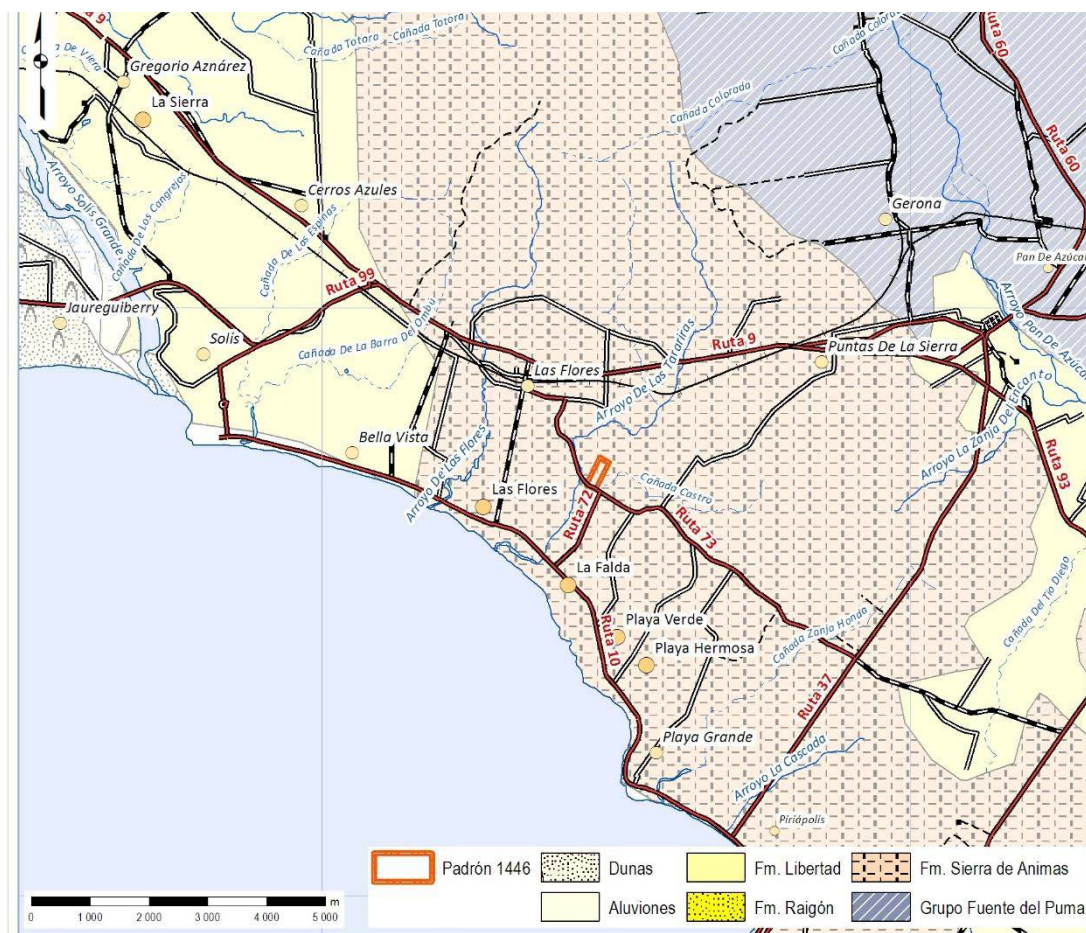 Ruta 9
Cañada Totora - Cañada Totora
Cañada Colorada
Ruta 60
Cañada De Viera
Gregorio Aznárez
La Sierra
Cañada Colorada
Ruta 60
Arroyo Solís Grande
Cañada De Los Cangrejos
Cerros Azules
Cañada De Las Espinas
Gerona
Pan De Azúcar
Jaureguiberry
Solís
Ruta 99
Cañada De La Barra Del Ombú
Las Flores
Arroyo De Las Tarariras
Ruta 9
Puntas De La Sierra
Arroyo Pan De Azúcar
Arroyo La Zanja Del Encanto
Ruta 93
Bella Vista
Arroyo De Las Flores
Las Flores
Cañada Castro
Ruta 72
Ruta 73
La Falda
Playa Verde
Playa Hermosa
Ruta 10
Cañada Zanja Honda
Cañada Del Tío Diego
Ruta 37
Playa Grande
Arroyo La Cascada
Piriápolis
Padrón 1446
Dunas
Fm. Libertad
Fm. Sierra de Animas
Aluviones
Fm. Raigón
Grupo Fuente del Puma
m
0 1 000 2 000 3 000 4 000 5 000